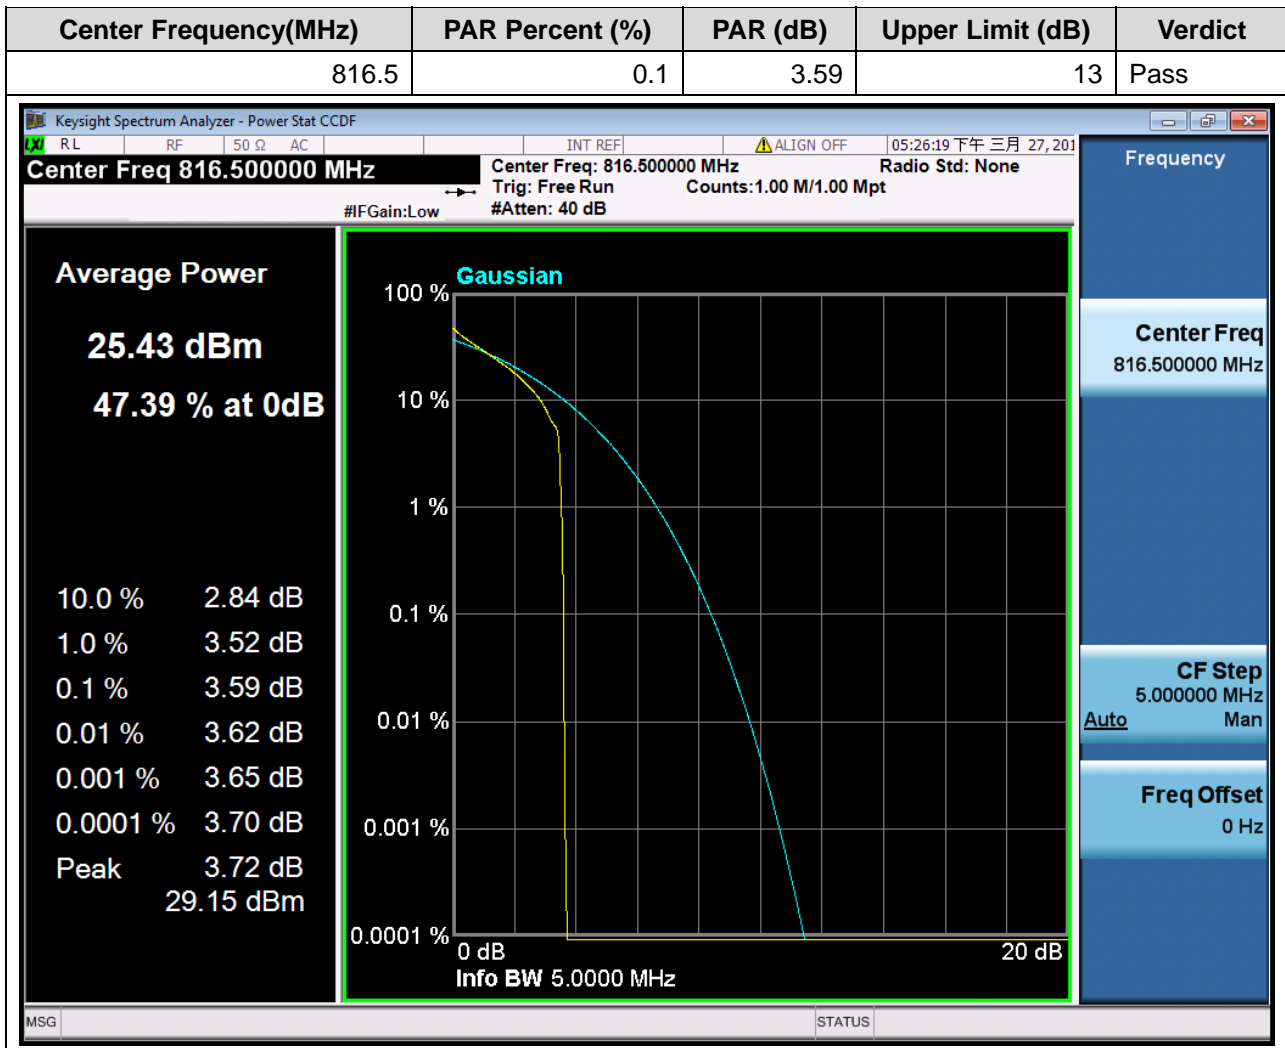 Center Frequency(MHz) PAR Percent (%) PAR (dB) Upper Limit (dB) Verdict
816.5 0.1 3.59 13 Pass
Keysight Spectrum Analyzer - Power Stat CCDF
LXI RL RF 50 Ω AC INT REF ALIGN OFF 05:26:19 下午 三月 27, 201
Center Freq 816.500000 MHz
Center Freq: 816.500000 MHz Radio Std: None
Trig: Free Run Counts:1.00 M/1.00 Mpt
#IFGain:Low #Atten: 40 dB
Average Power
25.43 dBm
47.39 % at 0dB
10.0 % 2.84 dB
1.0 % 3.52 dB
0.1 % 3.59 dB
0.01 % 3.62 dB
0.001 % 3.65 dB
0.0001 % 3.70 dB
Peak 3.72 dB
29.15 dBm
Gaussian
100 %
10 %
1 %
0.1 %
0.01 %
0.001 %
0.0001 %
0 dB 20 dB
Info BW 5.0000 MHz
Frequency
Center Freq
816.500000 MHz
CF Step
5.000000 MHz
Auto Man
Freq Offset
0 Hz
MSG STATUS